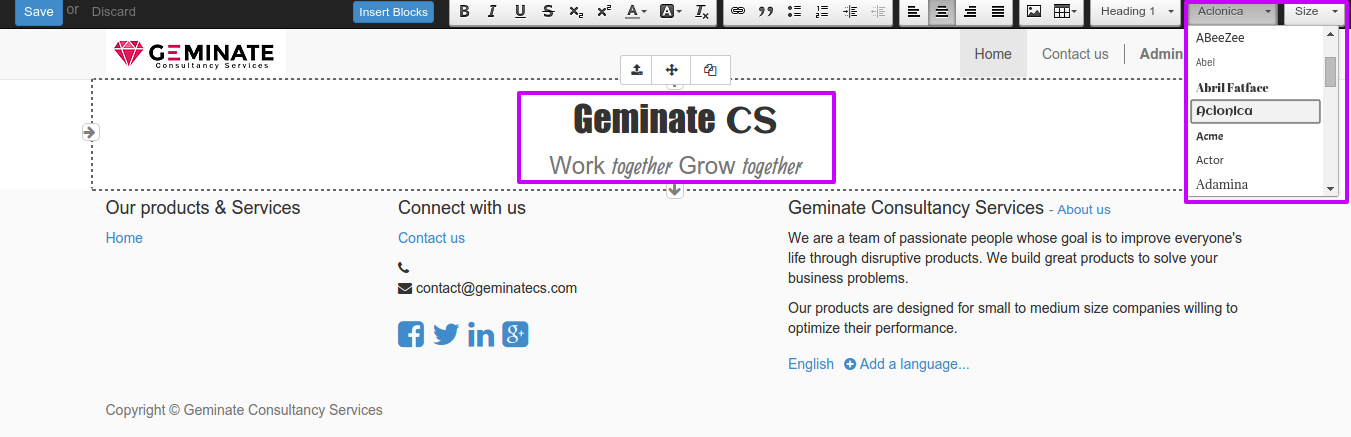 Save or Discard Insert Blocks B I U S x₂ x² A A Ix Heading 1 Aclonica Size
GEMINATE
Consultancy Services
Home Contact us Admin
ABeeZee
Abel
Abril Fatface
Aclonica
Acme
Actor
Adamina
Geminate CS
Work together Grow together
Our products & Services
Home
Connect with us
Contact us
contact@geminatecs.com
Geminate Consultancy Services - About us
We are a team of passionate people whose goal is to improve everyone's
life through disruptive products. We build great products to solve your
business problems.
Our products are designed for small to medium size companies willing to
optimize their performance.
English Add a language...
Copyright © Geminate Consultancy Services